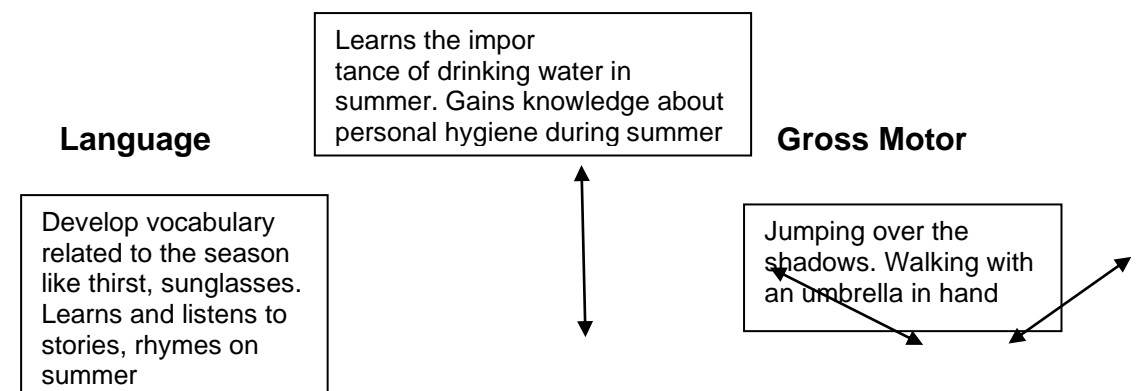 Learns the impor
tance of drinking water in
summer. Gains knowledge about
personal hygiene during summer
Language
Gross Motor
Develop vocabulary
related to the season
like thirst, sunglasses.
Learns and listens to
stories, rhymes on
summer
Jumping over the
shadows. Walking with
an umbrella in hand